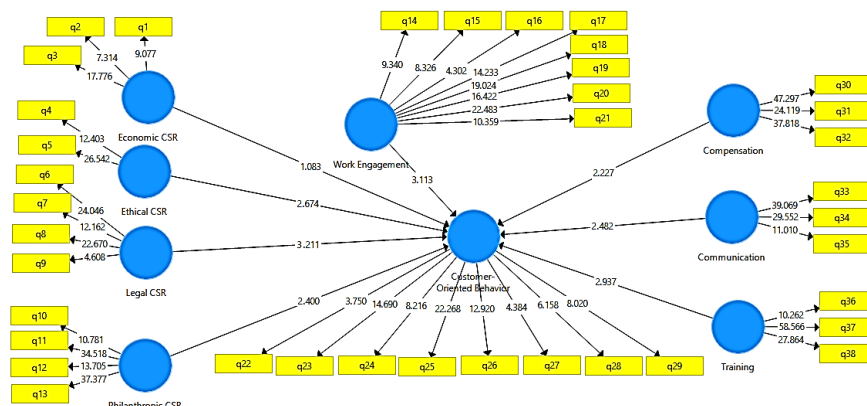 q1
q2
q3
9.077
7.314
17.776
Economic CSR
q4
q5
12.403
26.542
Ethical CSR
q6
q7
q8
q9
24.046
12.162
22.670
4.608
Legal CSR
q10
q11
q12
q13
10.781
34.518
13.705
37.377
Philanthropic CSR
q14
q15
q16
q17
q18
q19
q20
q21
9.340
8.326
4.302
14.233
19.024
16.422
22.483
10.359
Work Engagement
1.083
2.674
3.211
2.400
3.113
2.227
2.482
2.937
Customer-
Oriented Behavior
3.750
14.690
8.216
22.268
12.920
4.384
6.158
8.020
q22
q23
q24
q25
q26
q27
q28
q29
q30
q31
q32
47.297
24.119
37.818
Compensation
q33
q34
q35
39.069
29.552
11.010
Communication
q36
q37
q38
10.262
58.566
27.864
Training